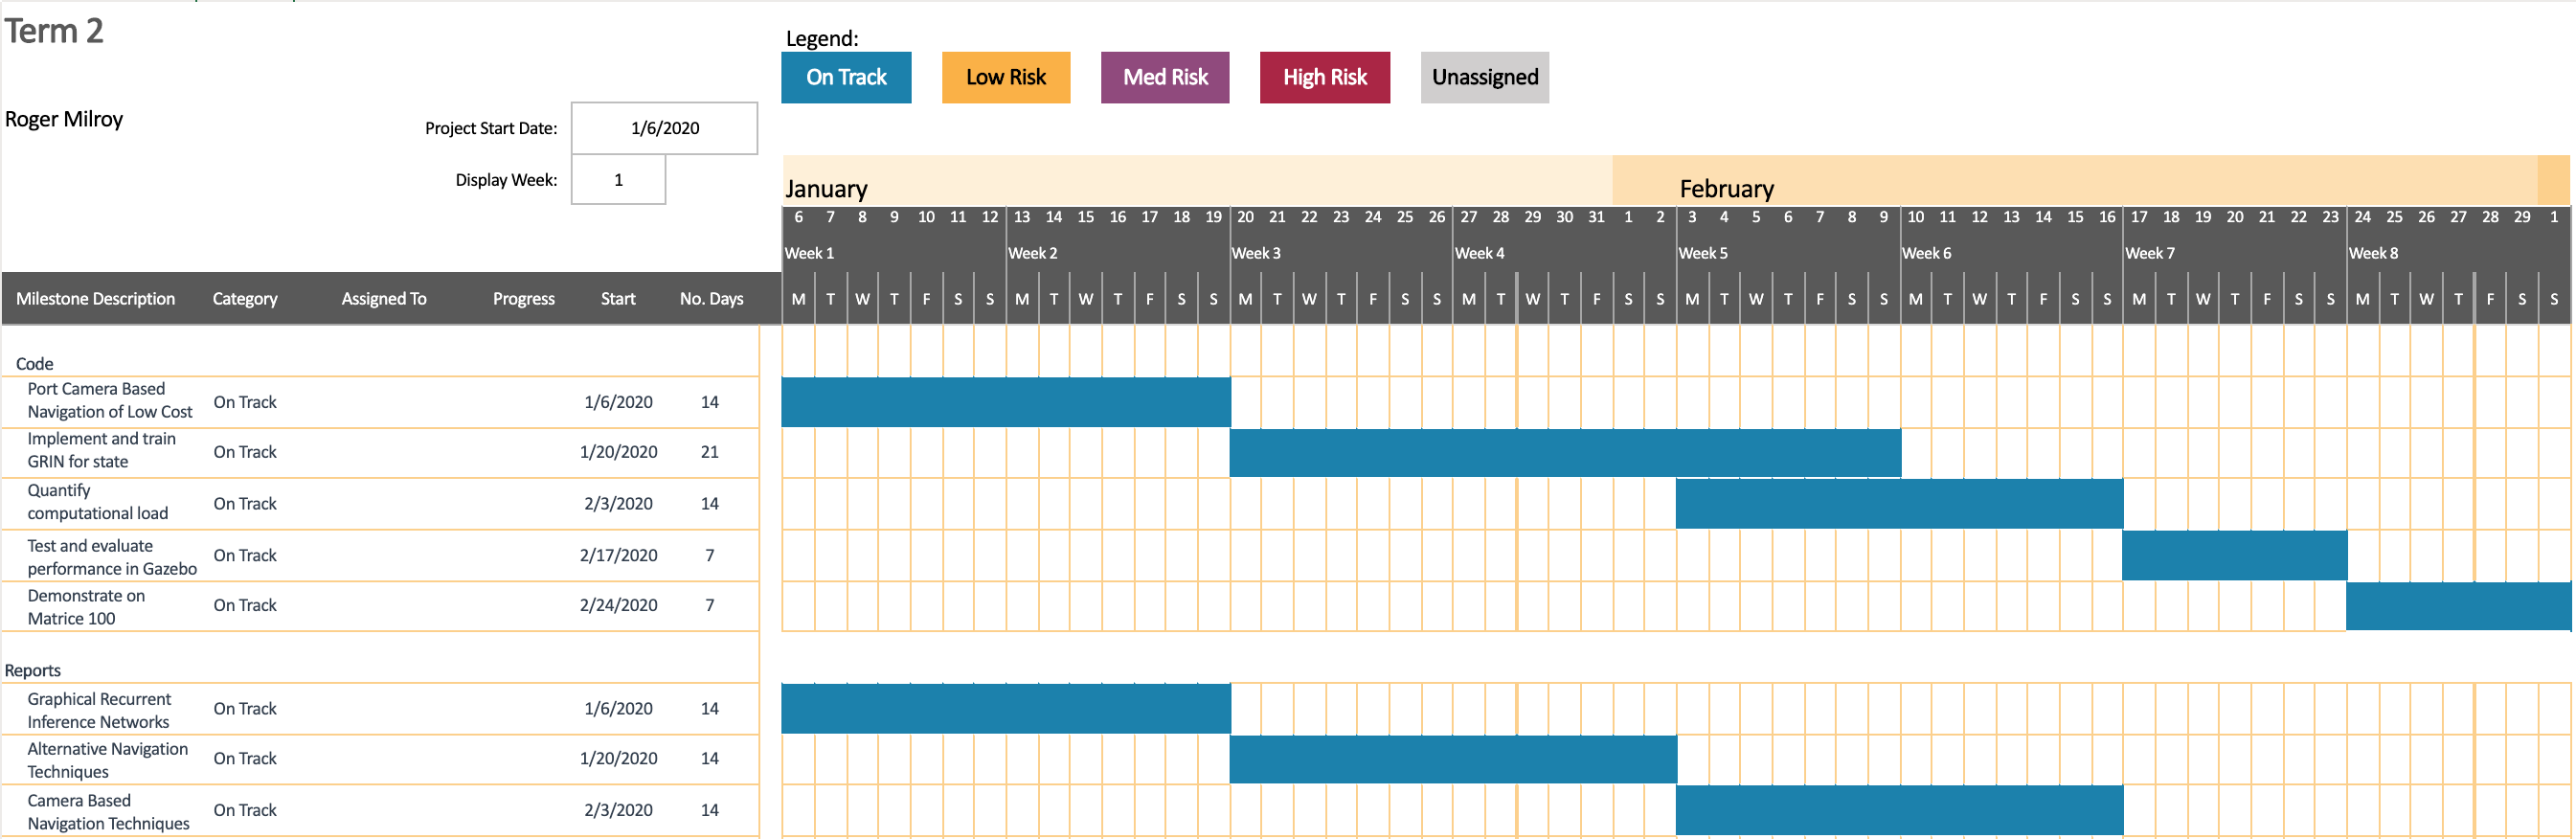 Term 2
Legend:
On Track Low Risk Med Risk High Risk Unassigned
Roger Milroy
Project Start Date: 1/6/2020
Display Week: 1
January February
6 7 8 9 10 11 12 13 14 15 16 17 18 19 20 21 22 23 24 25 26 27 28 29 30 31 1 2 3 4 5 6 7 8 9 10 11 12 13 14 15 16 17 18 19 20 21 22 23 24 25 26 27 28 29 1
Week 1 Week 2 Week 3 Week 4 Week 5 Week 6 Week 7 Week 8
Milestone Description Category Assigned To Progress Start No. Days M T W T F S S M T W T F S S M T W T F S S M T W T F S S M T W T F S S M T W T F S S M T W T F S S M T W T F S S
Code
Port Camera Based
Navigation of Low Cost On Track 1/6/2020 14
Implement and train
GRIN for state On Track 1/20/2020 21
Quantify
computational load On Track 2/3/2020 14
Test and evaluate
performance in Gazebo On Track 2/17/2020 7
Demonstrate on
Matrice 100 On Track 2/24/2020 7
Reports
Graphical Recurrent
Inference Networks On Track 1/6/2020 14
Alternative Navigation
Techniques On Track 1/20/2020 14
Camera Based
Navigation Techniques On Track 2/3/2020 14